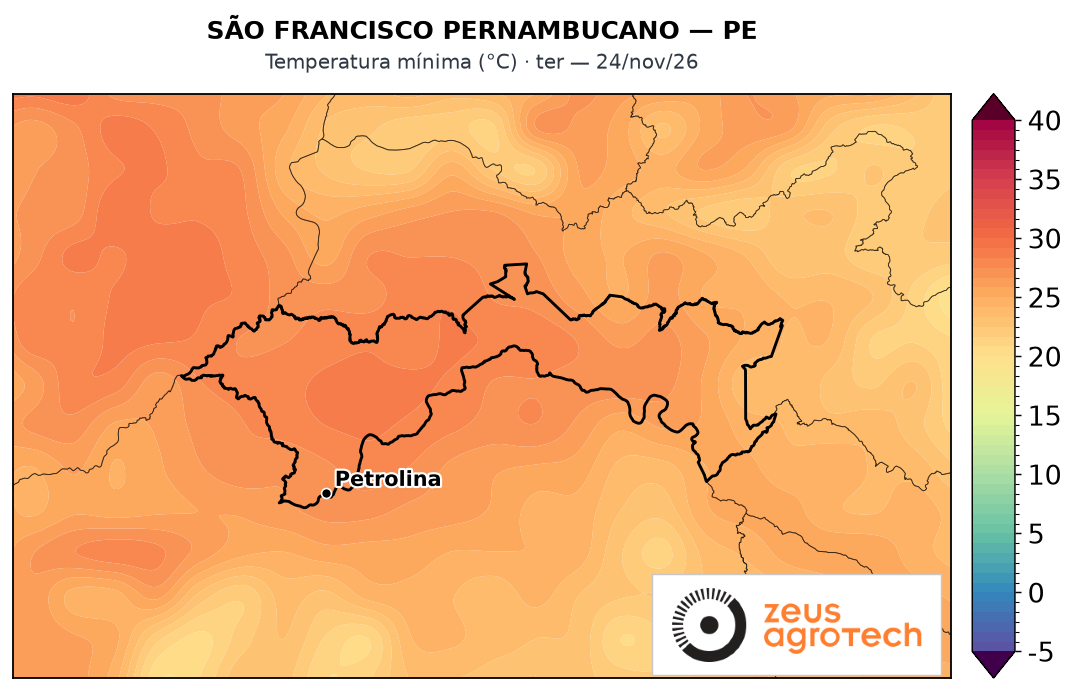 SÃO FRANCISCO PERNAMBUCANO — PE
Temperatura mínima (°C) · ter — 24/nov/26
40
35
30
25
20
15
10
5
0
-5
Petrolina
zeus
agrotech